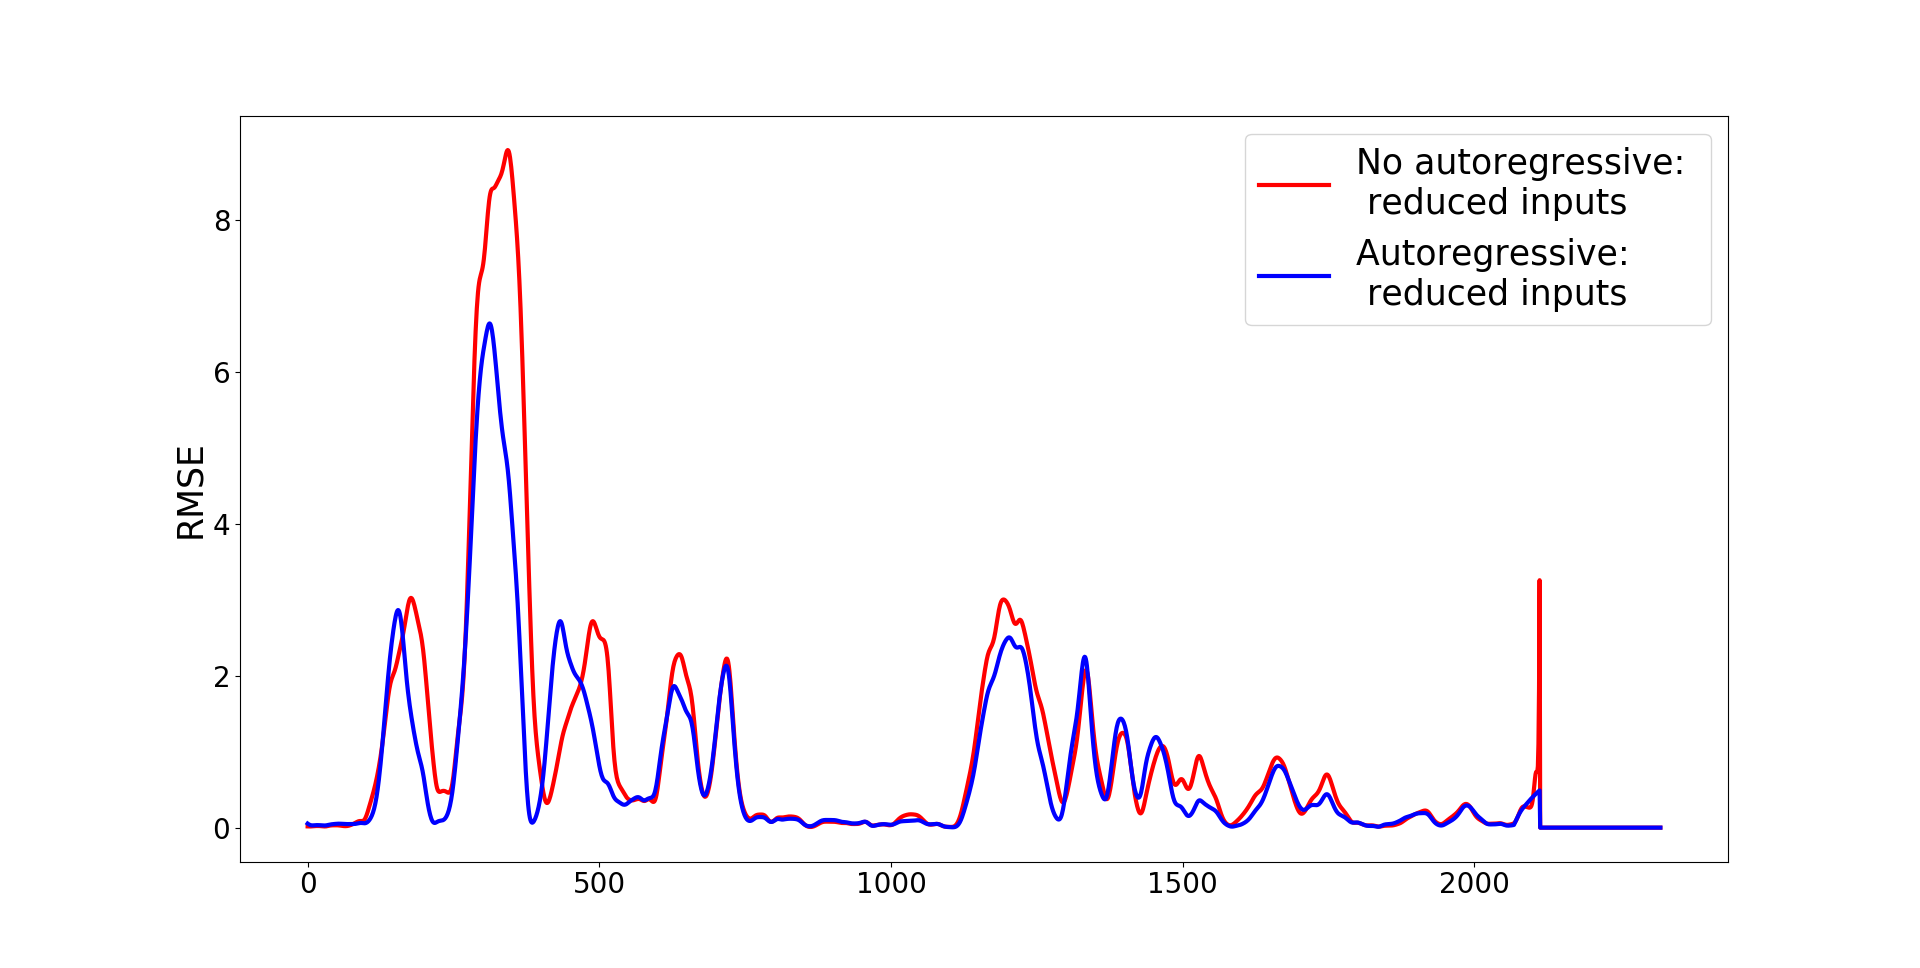 No autoregressive:
reduced inputs
Autoregressive:
reduced inputs
RMSE
8
6
4
2
0
0 500 1000 1500 2000